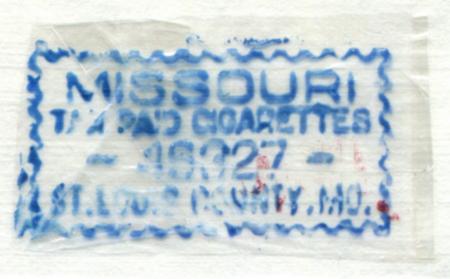 MISSOURI
TAX PAID CIGARETTES
- 46327 -
ST. LOUIS COUNTY, MO.